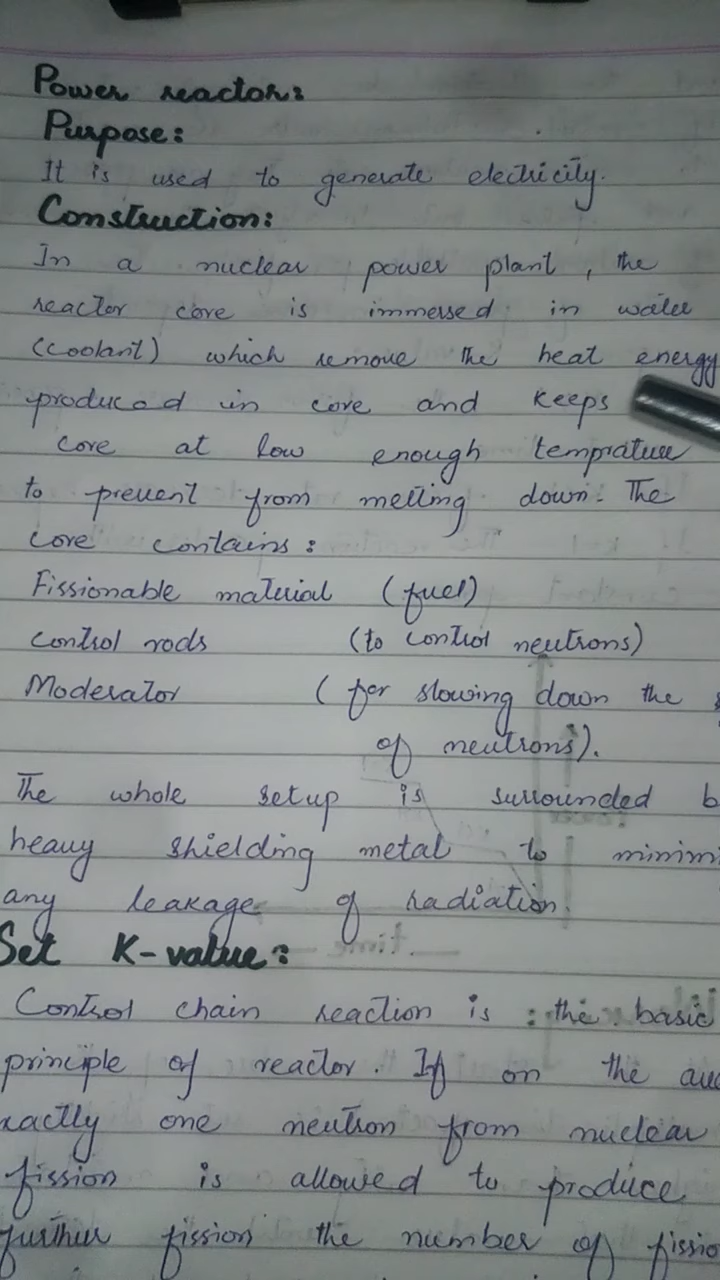 Power reactor:
Purpose:
It is used to generate electricity.
Construction:
In a nuclear power plant, the
reactor core is immersed in water
(coolant) which remove the heat energy
produced in core and keeps
core at low enough temprature
to prevent from melting down. The
core contains:
Fissionable material (fuel)
control rods (to control neutrons)
Moderator (for slowing down the
of neutrons).
The whole setup is surrounded b
heavy shielding metal to minimi
any leakage of radiation.
Set K-value:
Control chain reaction is : the basic
principle of reactor. If on the ave
xactly one neutron from nuclear
fission is allowed to produce
further fission the number of fissio